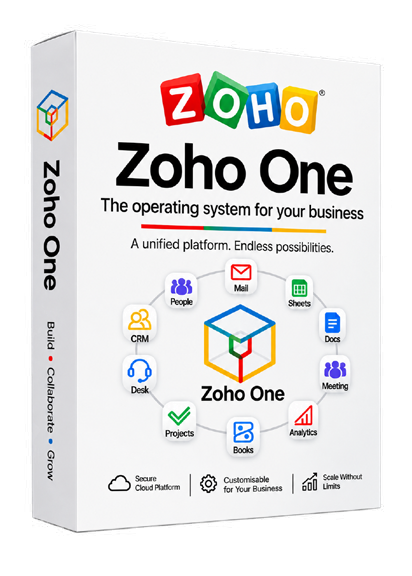 ZOHO®
Zoho One
The operating system for your business
A unified platform. Endless possibilities.
Mail
People
Sheets
CRM
Docs
Zoho One
Desk
Meeting
Projects
Analytics
Books
Secure
Cloud Platform
Customisable
for Your Business
Scale Without
Limits
Zoho One
Build • Collaborate • Grow